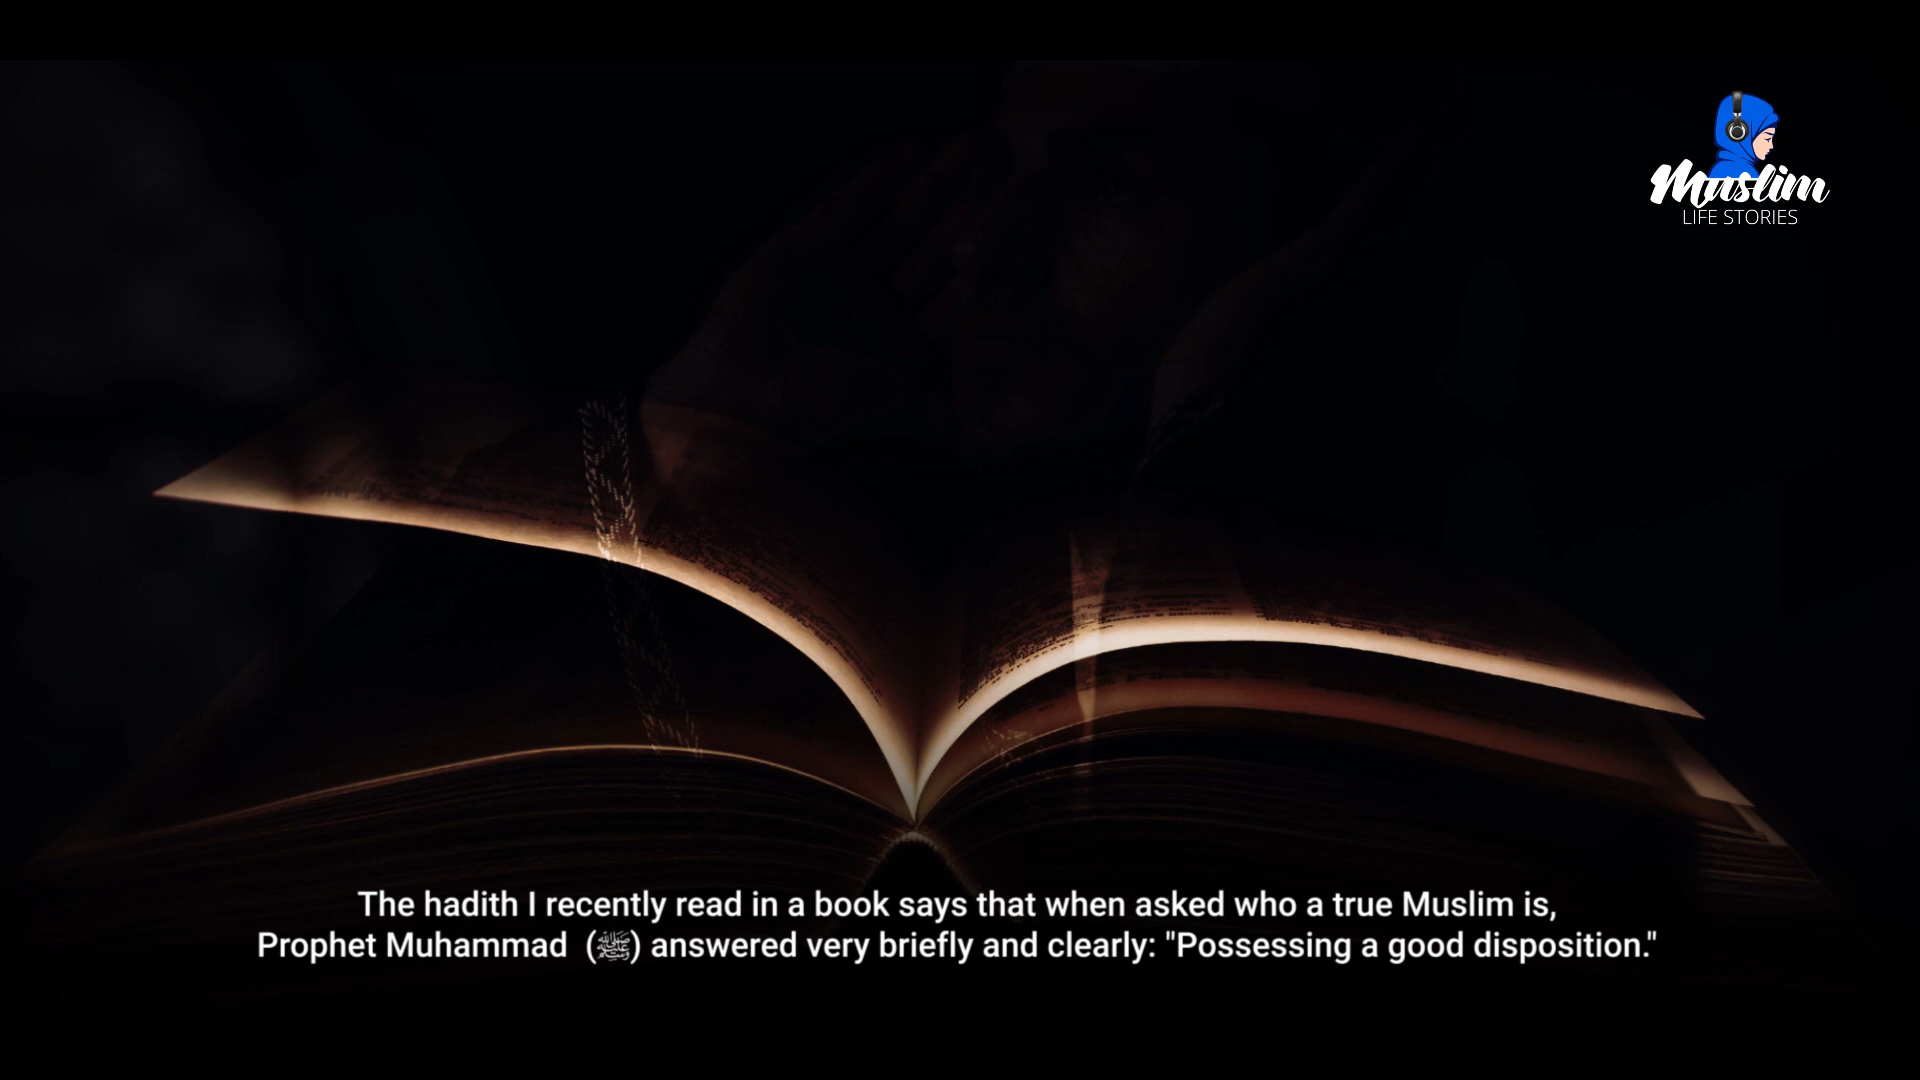 Muslim
LIFE STORIES
The hadith I recently read in a book says that when asked who a true Muslim is,
Prophet Muhammad (ﷺ) answered very briefly and clearly: "Possessing a good disposition."